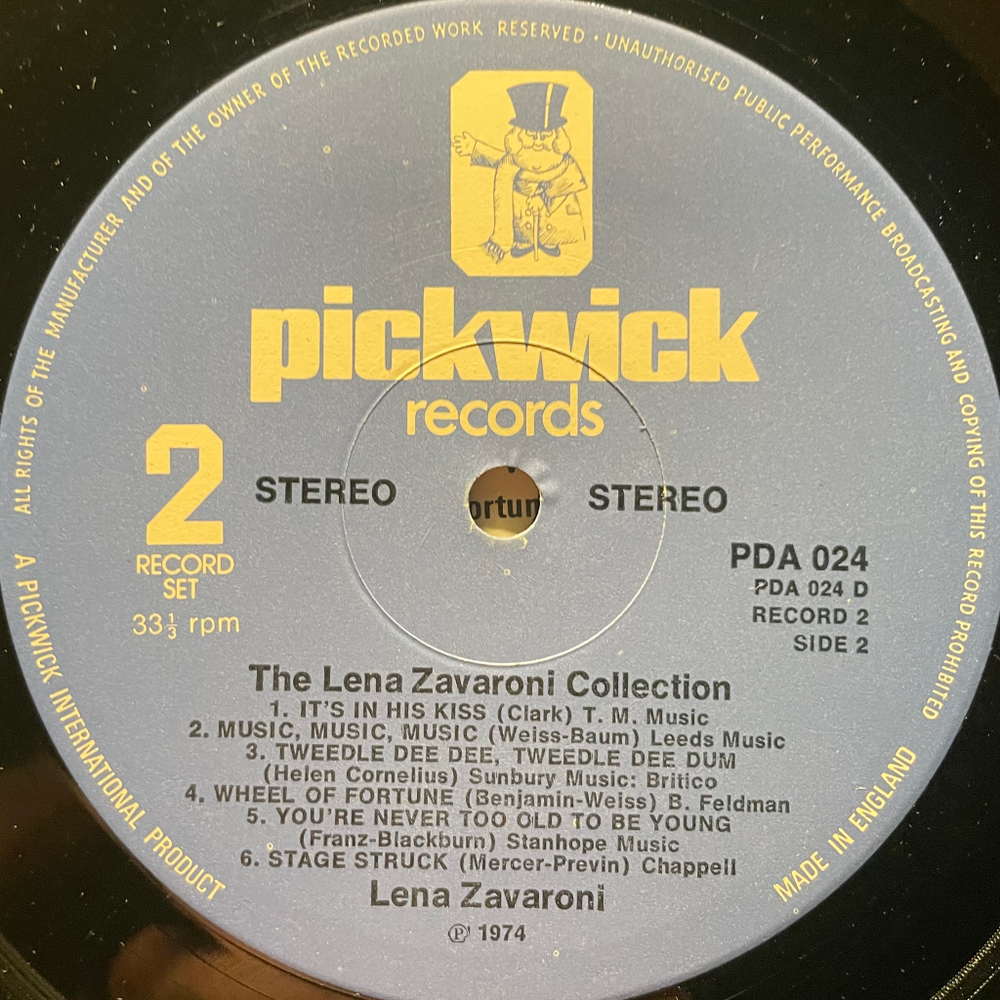 ALL RIGHTS OF THE MANUFACTURER AND OF THE OWNER OF THE RECORDED WORK RESERVED · UNAUTHORISED PUBLIC PERFORMANCE BROADCASTING AND COPYING OF THIS RECORD PROHIBITED
pickwick
records
2
RECORD
SET
33⅓ rpm
STEREO
ortun
STEREO
PDA 024
PDA 024 D
RECORD 2
SIDE 2
The Lena Zavaroni Collection
1. IT'S IN HIS KISS (Clark) T. M. Music
2. MUSIC, MUSIC, MUSIC (Weiss-Baum) Leeds Music
3. TWEEDLE DEE DEE, TWEEDLE DEE DUM
(Helen Cornelius) Sunbury Music: Britico
4. WHEEL OF FORTUNE (Benjamin-Weiss) B. Feldman
5. YOU'RE NEVER TOO OLD TO BE YOUNG
(Franz-Blackburn) Stanhope Music
6. STAGE STRUCK (Mercer-Previn) Chappell
Lena Zavaroni
℗ 1974
A PICKWICK INTERNATIONAL PRODUCT
MADE IN ENGLAND